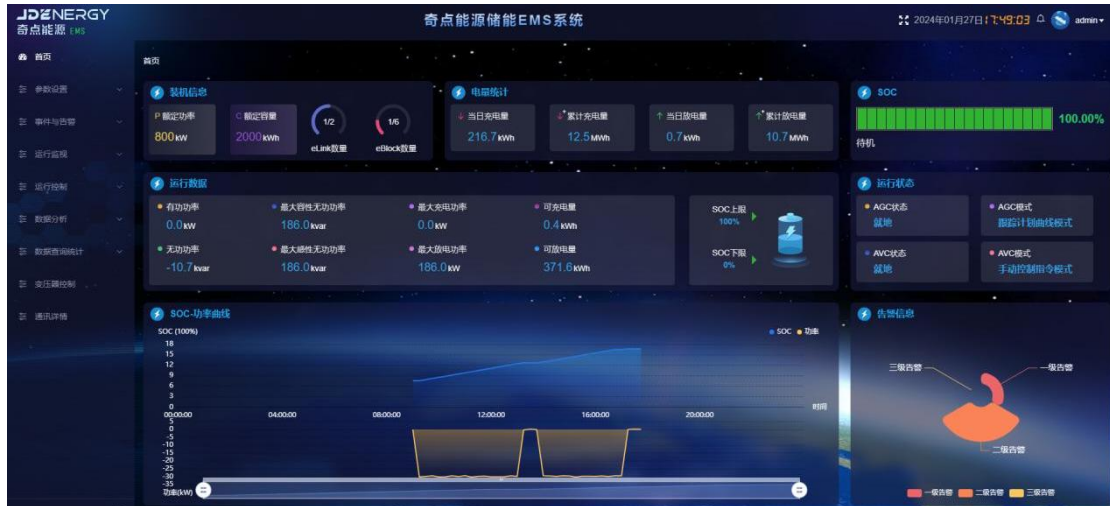 JDENERGY
奇点能源 EMS
奇点能源储能EMS系统
2024年01月27日 17:49:03 admin
首页
参数设置
事件与告警
运行监视
运行控制
数据分析
数据查询统计
变压器控制
通讯详情
首页
装机信息
P 额定功率
800 kW
C 额定容量
2000 kWh
1/2
eLink数量
1/6
eBlock数量
电量统计
当日充电量
216.7 kWh
累计充电量
12.5 MWh
当日放电量
0.7 kWh
累计放电量
10.7 MWh
SOC
100.00%
待机
运行数据
有功功率
0.0 kW
最大容性无功功率
186.0 kvar
最大充电功率
0.0 kW
可充电量
0.4 kWh
无功功率
-10.7 kvar
最大感性无功功率
186.0 kvar
最大放电功率
186.0 kW
可放电量
371.6 kWh
SOC上限
100%
SOC下限
0%
运行状态
AGC状态
就地
AGC模式
跟踪计划曲线模式
AVC状态
就地
AVC模式
手动控制指令模式
SOC-功率曲线
SOC (100%)
SOC 功率
18
15
12
9
6
3
0
00:00:00 04:00:00 08:00:00 12:00:00 16:00:00 20:00:00 时间
5
0
-5
-10
-15
-20
-25
-30
-35
功率(kW)
告警信息
三级告警
一级告警
二级告警
一级告警 二级告警 三级告警